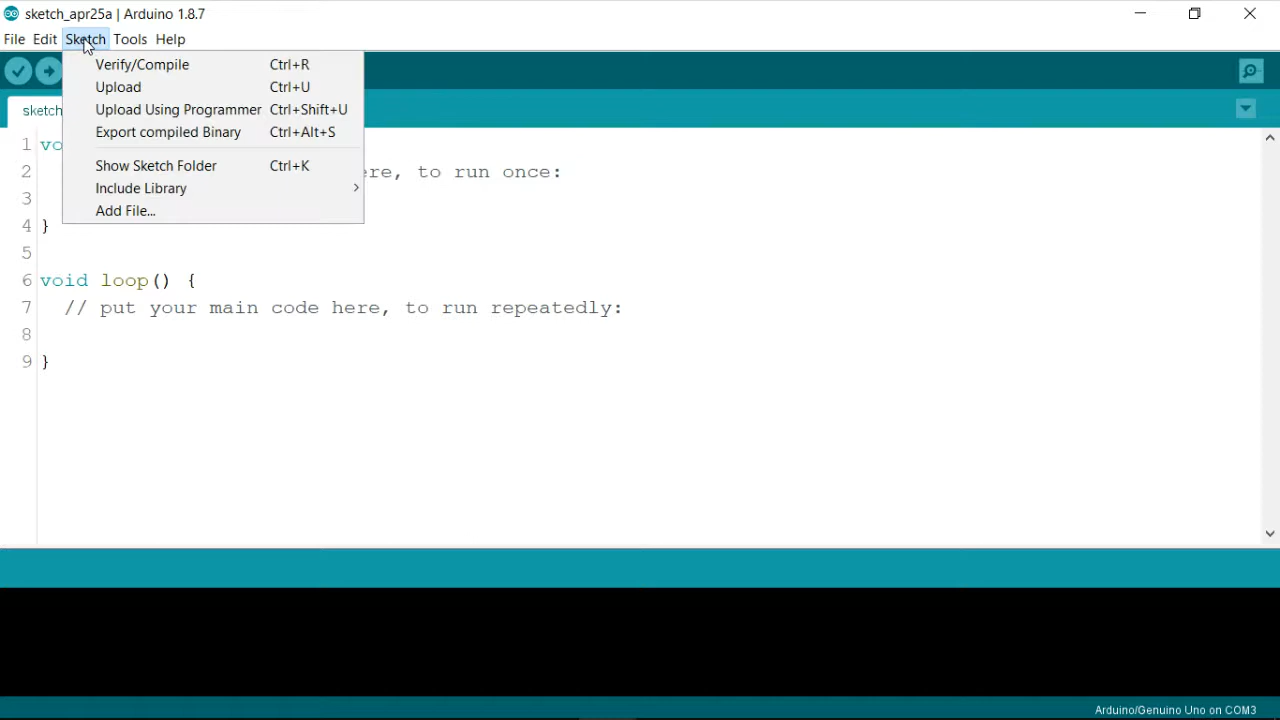 sketch_apr25a | Arduino 1.8.7
File Edit Sketch Tools Help
Verify/Compile Ctrl+R
Upload Ctrl+U
Upload Using Programmer Ctrl+Shift+U
Export compiled Binary Ctrl+Alt+S
Show Sketch Folder Ctrl+K
Include Library
Add File...
sketch
1 vo
2 ere, to run once:
3
4 }
5
6 void loop() {
7 // put your main code here, to run repeatedly:
8
9 }
Arduino/Genuino Uno on COM3